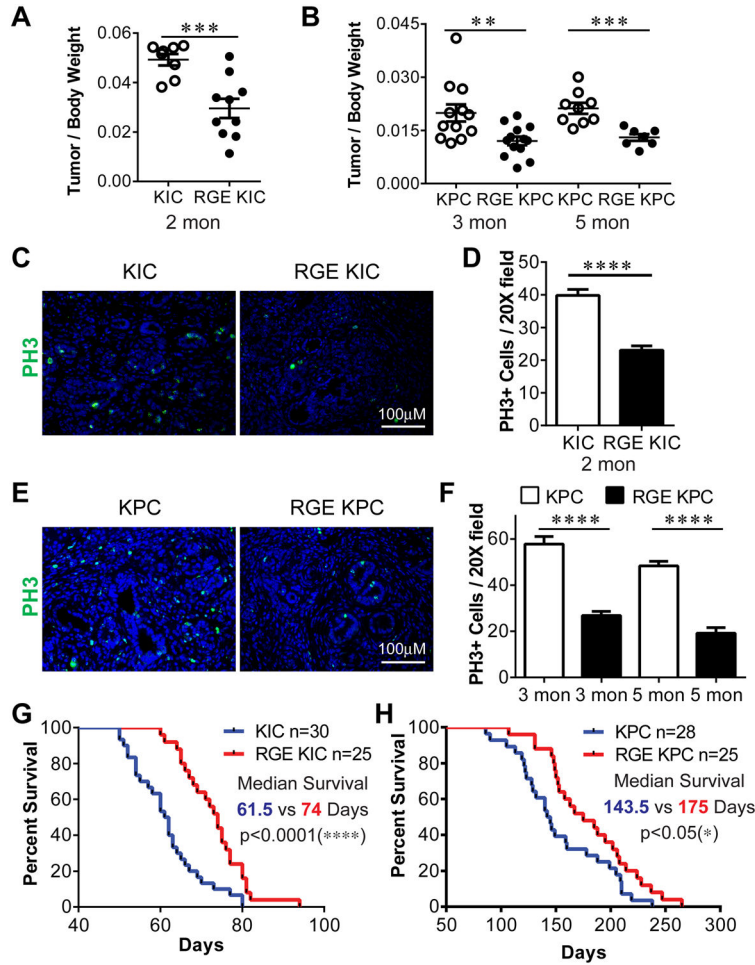 A
***
0.06
0.04
0.02
0.00
Tumor / Body Weight
KIC
RGE KIC
2 mon
B
**
***
0.045
0.030
0.015
0.000
Tumor / Body Weight
KPC RGE KPC
KPC RGE KPC
3 mon
5 mon
C
KIC
RGE KIC
PH3
100μM
D
****
60
40
20
0
PH3+ Cells / 20X field
KIC
RGE KIC
2 mon
E
KPC
RGE KPC
PH3
100μM
F
KPC
RGE KPC
****
****
60
40
20
0
PH3+ Cells / 20X field
3 mon
3 mon
5 mon
5 mon
G
100
80
60
40
20
0
Percent Survival
KIC n=30
RGE KIC n=25
Median Survival
61.5 vs 74 Days
p<0.0001(****)
40
60
80
100
Days
H
100
80
60
40
20
0
Percent Survival
KPC n=28
RGE KPC n=25
Median Survival
143.5 vs 175 Days
p<0.05(*)
50
100
150
200
250
300
Days